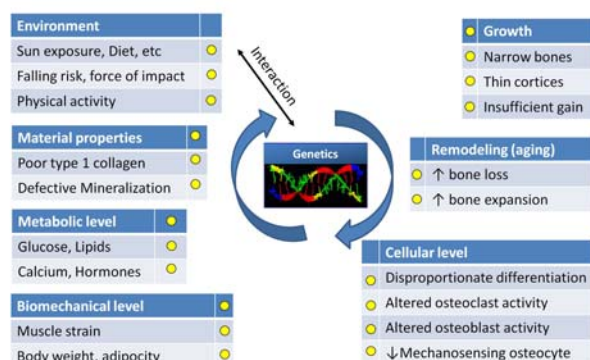 Environment
Sun exposure, Diet, etc
Falling risk, force of impact
Physical activity
Material properties
Poor type 1 collagen
Defective Mineralization
Metabolic level
Glucose, Lipids
Calcium, Hormones
Biomechanical level
Muscle strain
Body weight, adipocity
Interaction
Genetics
Growth
Narrow bones
Thin cortices
Insufficient gain
Remodeling (aging)
↑ bone loss
↑ bone expansion
Cellular level
Disproportionate differentiation
Altered osteoclast activity
Altered osteoblast activity
↓Mechanosensing osteocyte